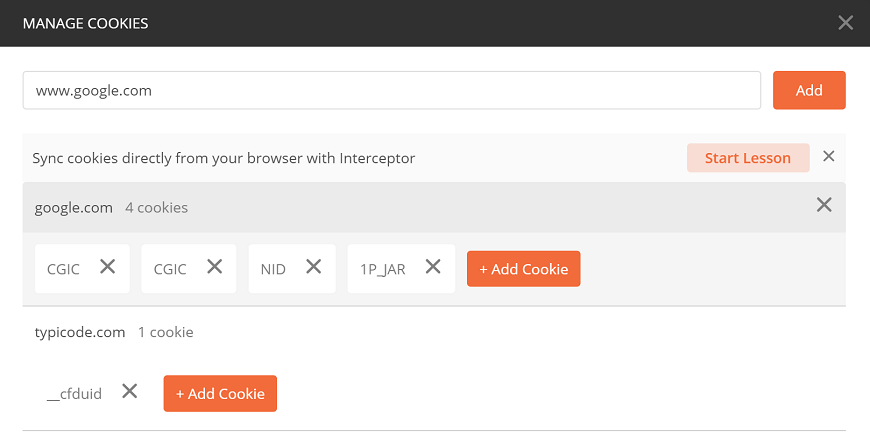 MANAGE COOKIES
www.google.com Add
Sync cookies directly from your browser with Interceptor Start Lesson
google.com 4 cookies
CGIC CGIC NID 1P_JAR + Add Cookie
typicode.com 1 cookie
__cfduid + Add Cookie